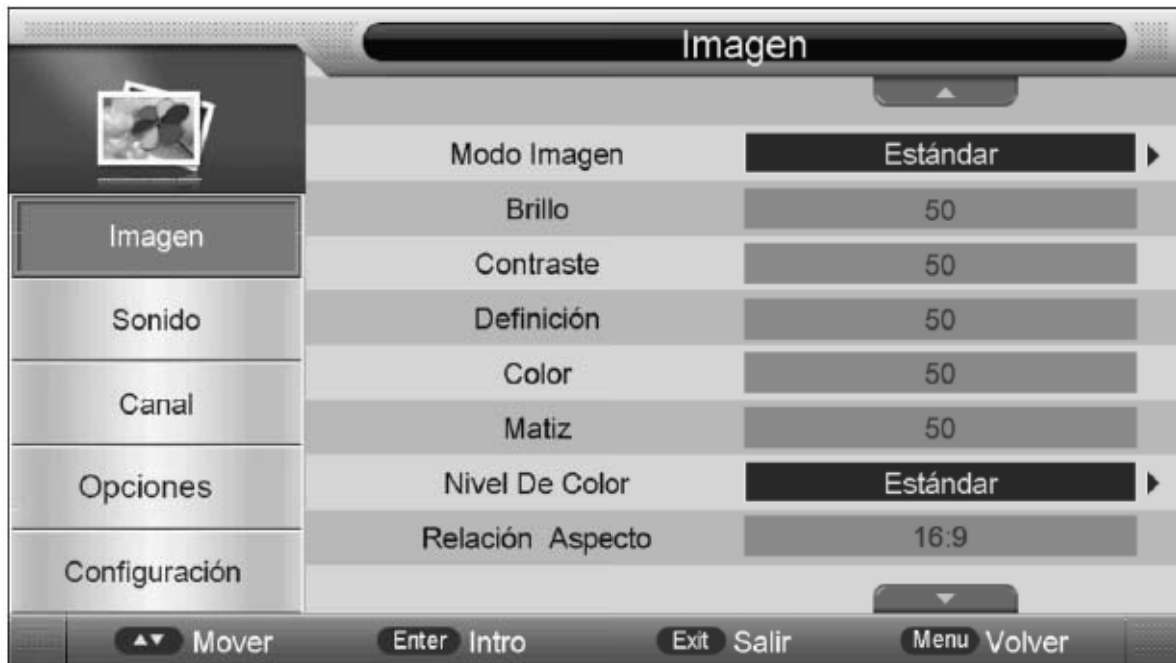 Imagen
Imagen
Sonido
Canal
Opciones
Configuración
Modo Imagen Estándar
Brillo 50
Contraste 50
Definición 50
Color 50
Matiz 50
Nivel De Color Estándar
Relación Aspecto 16:9
Mover Enter Intro Exit Salir Menu Volver